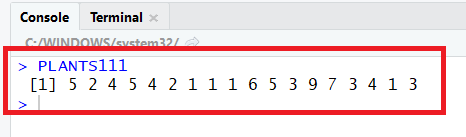 Console Terminal ×
C:/WINDOWS/system32/
> PLANTS111
[1] 5 2 4 5 4 2 1 1 1 6 5 3 9 7 3 4 1 3
>